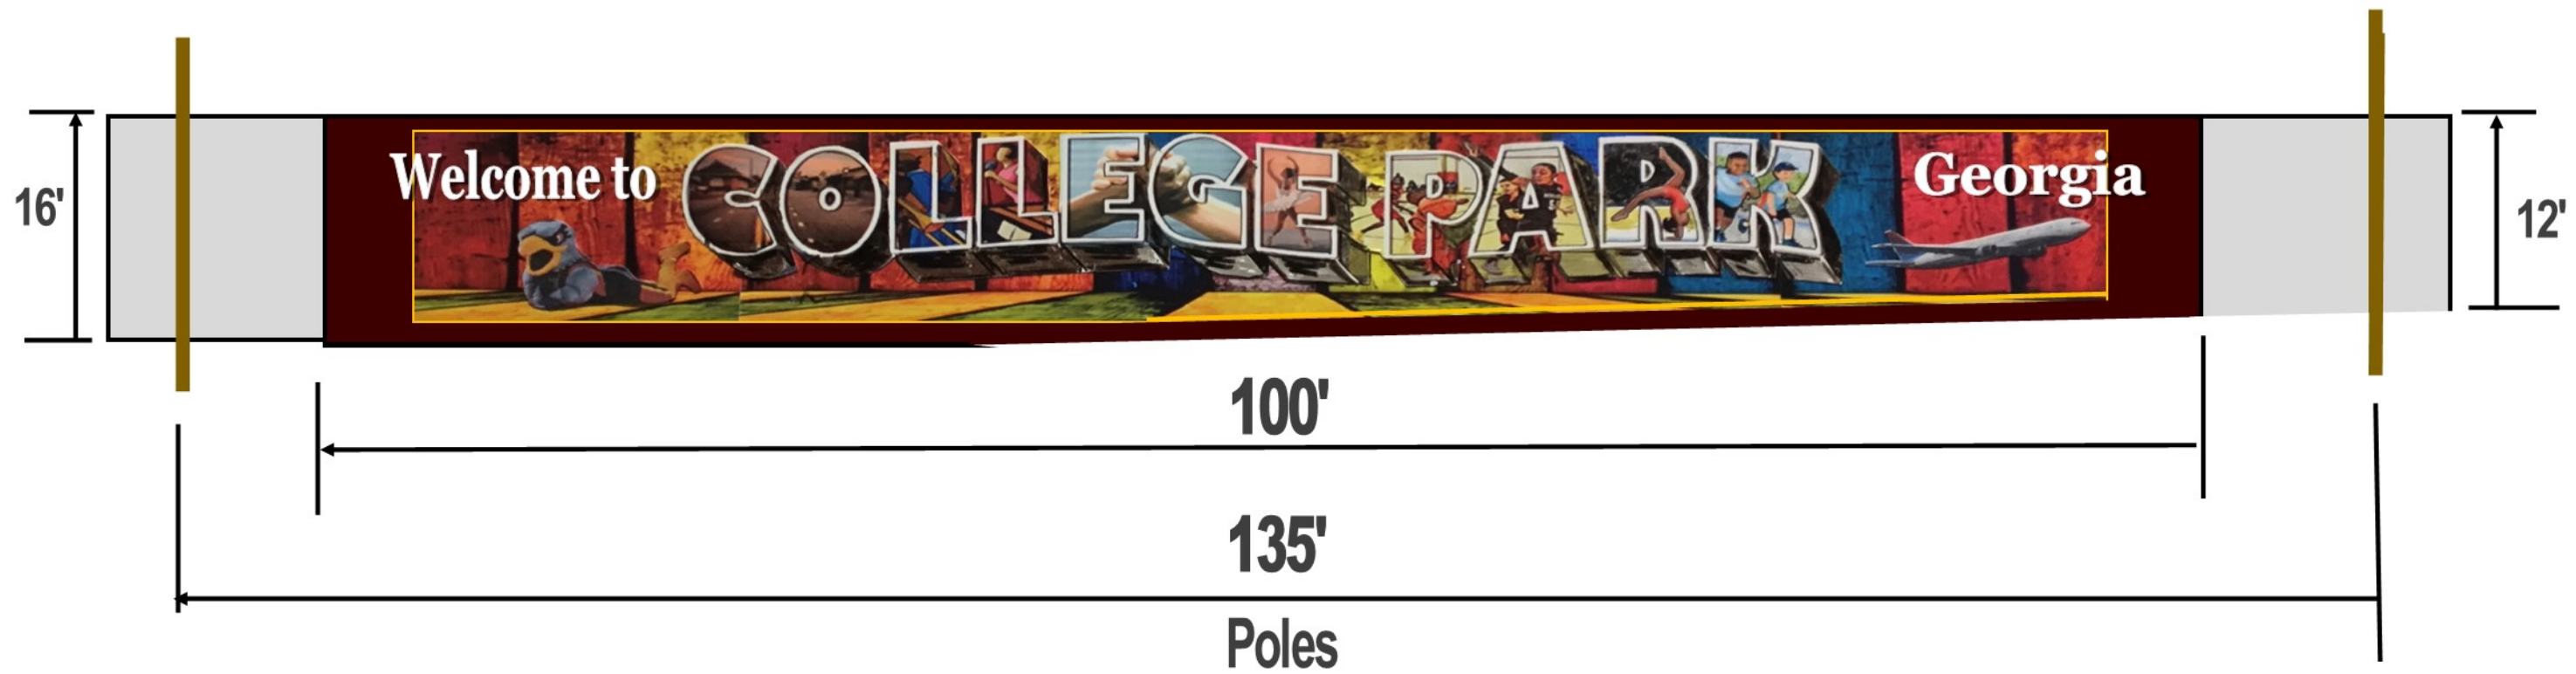 Welcome to COLLEGE PARK Georgia
16'
12'
100'
135'
Poles